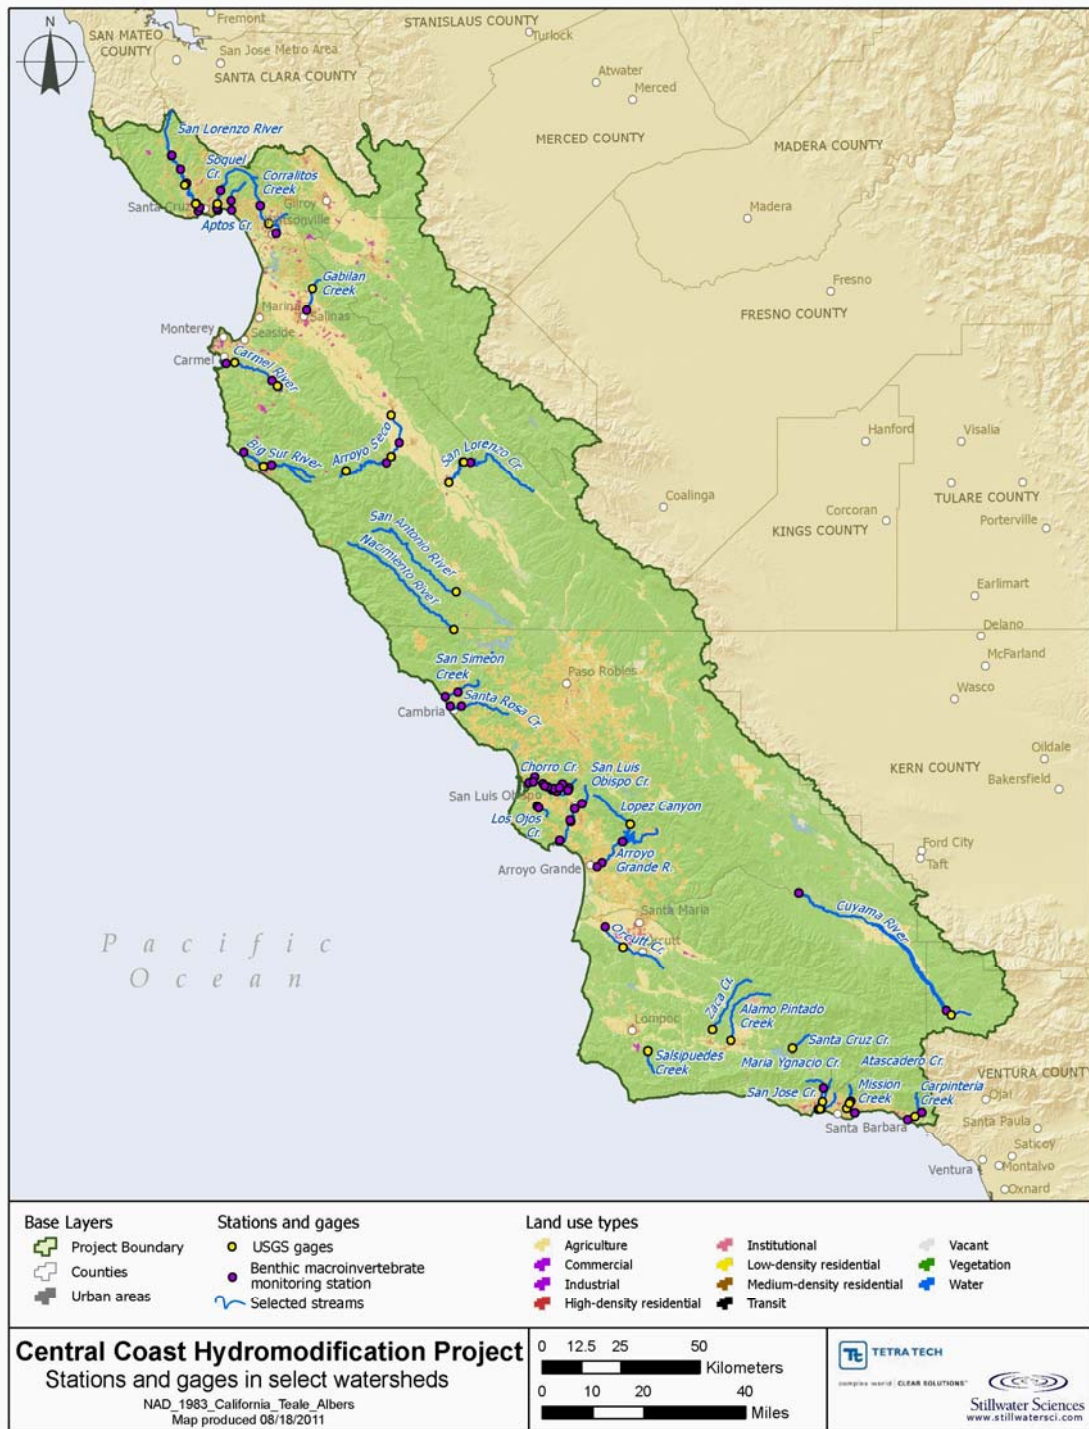 N
SAN MATEO
COUNTY
Fremont
San Jose Metro Area
SANTA CLARA COUNTY
STANISLAUS COUNTY
Turlock
Atwater
Merced
MERCED COUNTY
MADERA COUNTY
Madera
San Lorenzo River
Soquel
Cr.
Corralitos
Creek
Santa Cruz
Aptos Cr.
Gilroy
Gabilan
Creek
Marina
Salinas
Monterey
Seaside
Carmel
Carmel River
Fresno
FRESNO COUNTY
Big Sur River
Arroyo Seco
San Lorenzo Cr.
Hanford
Visalia
Coalinga
TULARE COUNTY
Corcoran
KINGS COUNTY
Porterville
San Antonio River
Nacimiento River
Earlimart
Delano
McFarland
Wasco
San Simeon
Creek
Paso Robles
Santa Rosa Cr.
Cambria
Oildale
KERN COUNTY
Bakersfield
Chorro Cr.
San Luis
Obispo Cr.
San Luis Obispo
Lopez Canyon
Los Ojos
Cr.
Arroyo
Grande R.
Arroyo Grande
Ford City
Taft
Cuyama River
Santa Maria
Orcutt Cr.
Orcutt
Pacific
Ocean
Zaca Cr.
Alamo Pintado
Creek
Lompoc
Santa Cruz Cr.
Salsipuedes
Creek
Maria Ygnacio Cr.
Atascadero Cr.
VENTURA COUNTY
San Jose Cr.
Mission
Creek
Carpinteria
Creek
Ojai
Santa Barbara
Santa Paula
Saticoy
Ventura
Montalvo
Oxnard
Base Layers
Project Boundary
Counties
Urban areas
Stations and gages
USGS gages
Benthic macroinvertebrate
monitoring station
Selected streams
Land use types
Agriculture
Commercial
Industrial
High-density residential
Institutional
Low-density residential
Medium-density residential
Transit
Vacant
Vegetation
Water
Central Coast Hydromodification Project
Stations and gages in select watersheds
NAD_1983_California_Teale_Albers
Map produced 08/18/2011
0 12.5 25 50
Kilometers
0 10 20 40
Miles
Tt TETRA TECH
complex world | CLEAR SOLUTIONS™
Stillwater Sciences
www.stillwatersci.com